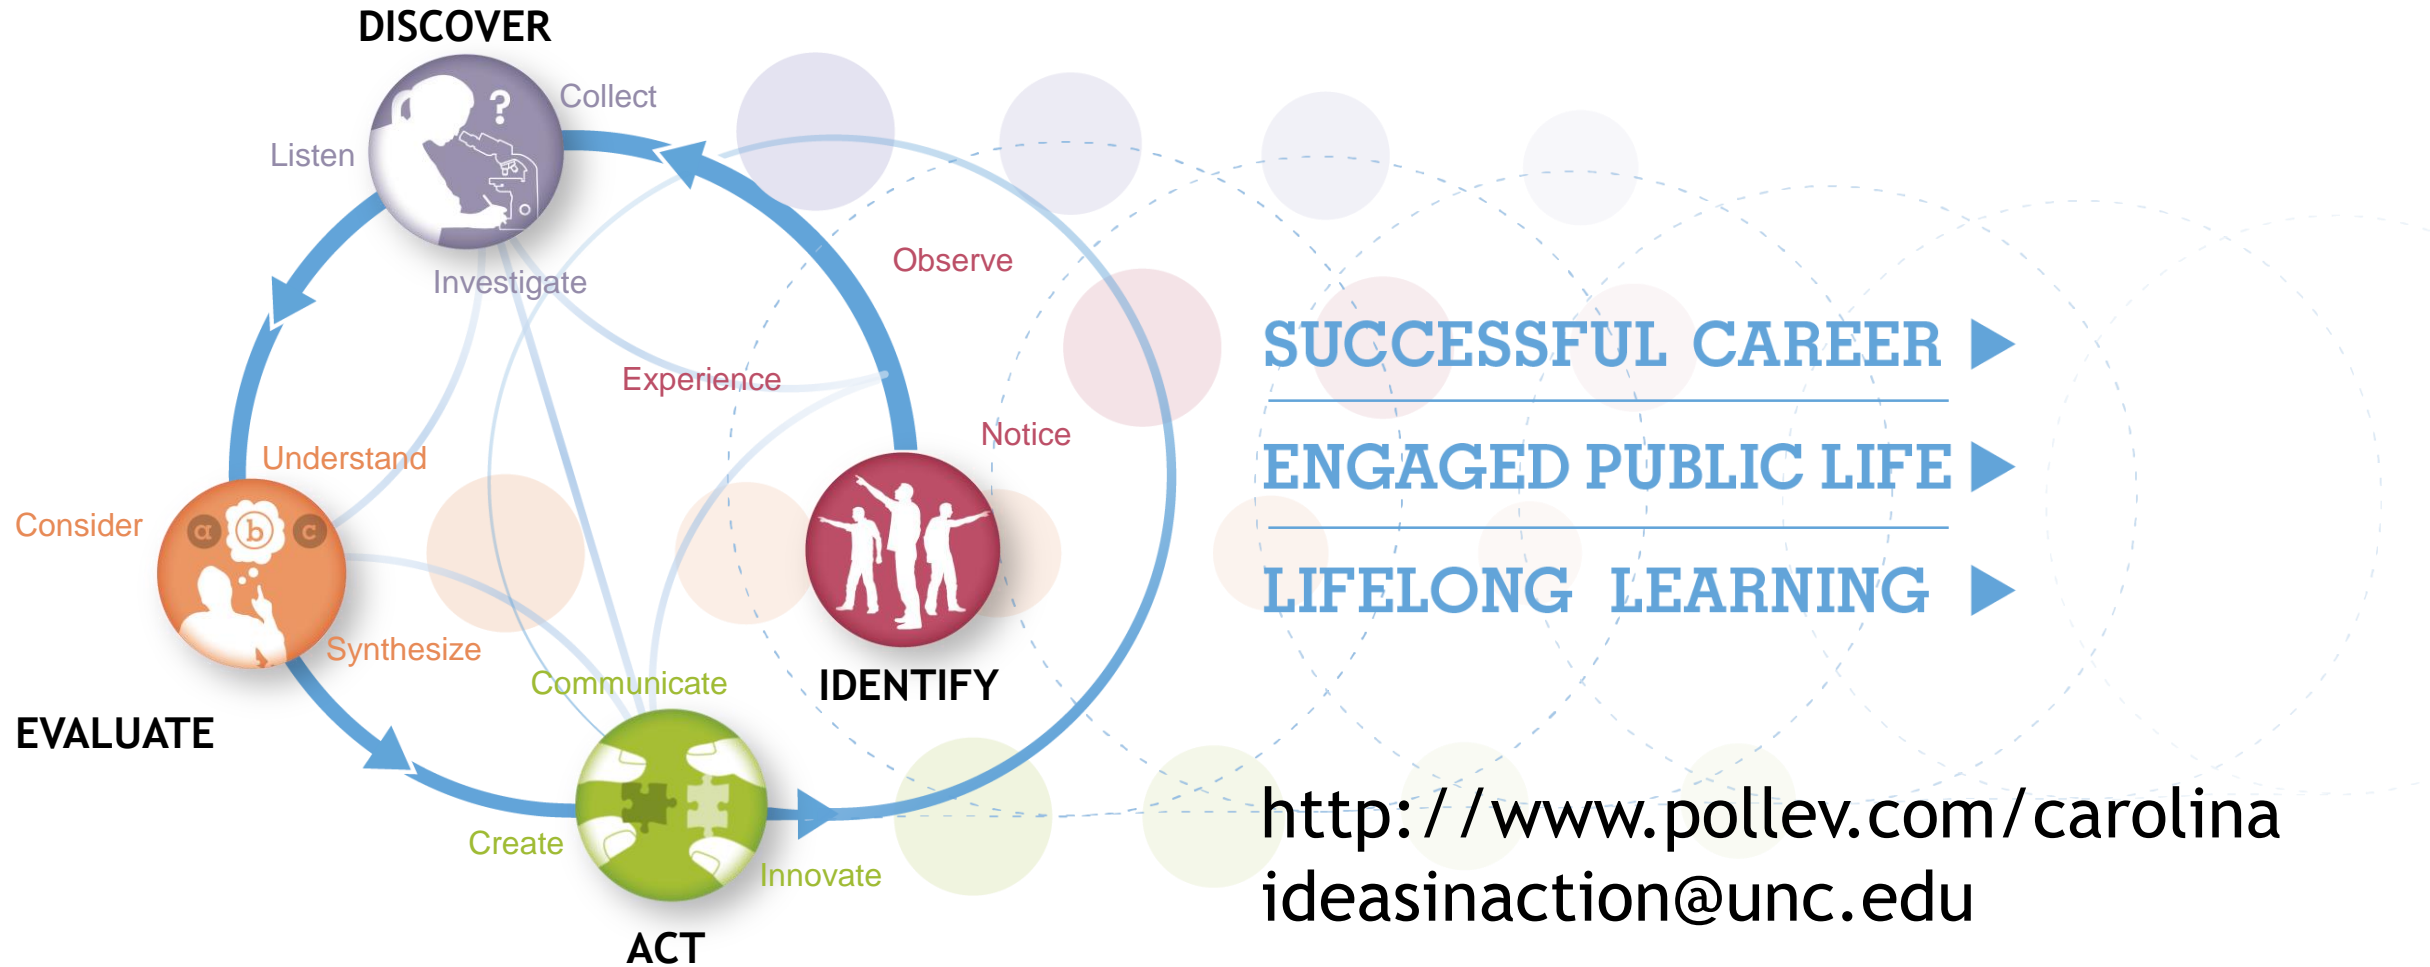 DISCOVER
Collect
?
Listen
Observe
Investigate
Experience
Notice
Understand
Consider
a b c
Synthesize
Communicate
IDENTIFY
EVALUATE
Create
Innovate
ACT
SUCCESSFUL CAREER
ENGAGED PUBLIC LIFE
LIFELONG LEARNING
http://www.pollev.com/carolina
ideasinaction@unc.edu